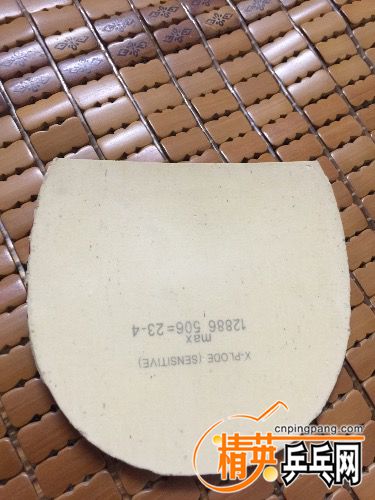 X-PLODE (SENSITIVE)
max
12886 506=23-4
cnpingpang.com
精英乒乓网